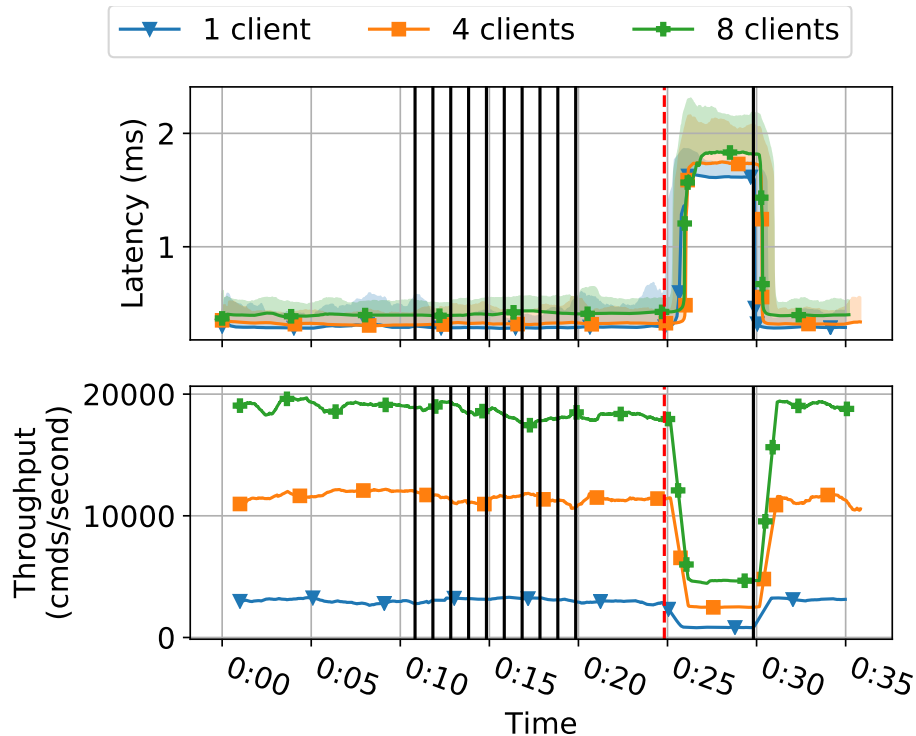 1 client 4 clients 8 clients
Latency (ms)
2
1
Throughput
(cmds/second)
20000
10000
0
0:00 0:05 0:10 0:15 0:20 0:25 0:30 0:35
Time